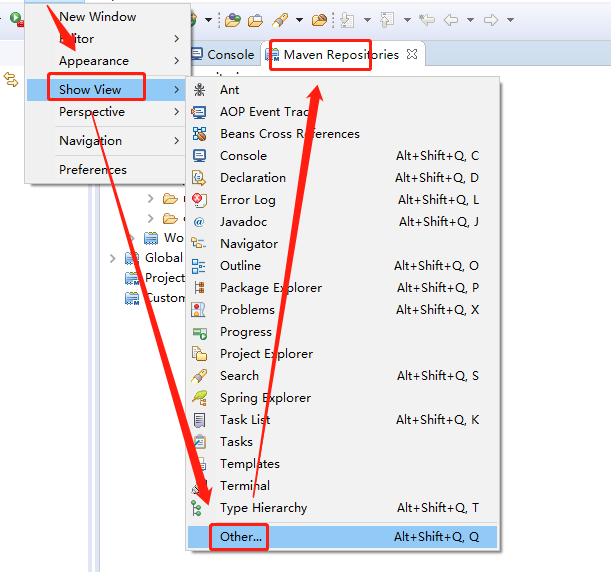 New Window
Editor
Appearance
Show View
Perspective
Navigation
Preferences
Console
Maven Repositories
Ant
AOP Event Trace
Beans Cross References
Console Alt+Shift+Q, C
Declaration Alt+Shift+Q, D
Error Log Alt+Shift+Q, L
Javadoc Alt+Shift+Q, J
Navigator
Outline Alt+Shift+Q, O
Package Explorer Alt+Shift+Q, P
Problems Alt+Shift+Q, X
Progress
Project Explorer
Search Alt+Shift+Q, S
Spring Explorer
Task List Alt+Shift+Q, K
Tasks
Templates
Terminal
Type Hierarchy Alt+Shift+Q, T
Other... Alt+Shift+Q, Q
Wo
Global
Project
Custom